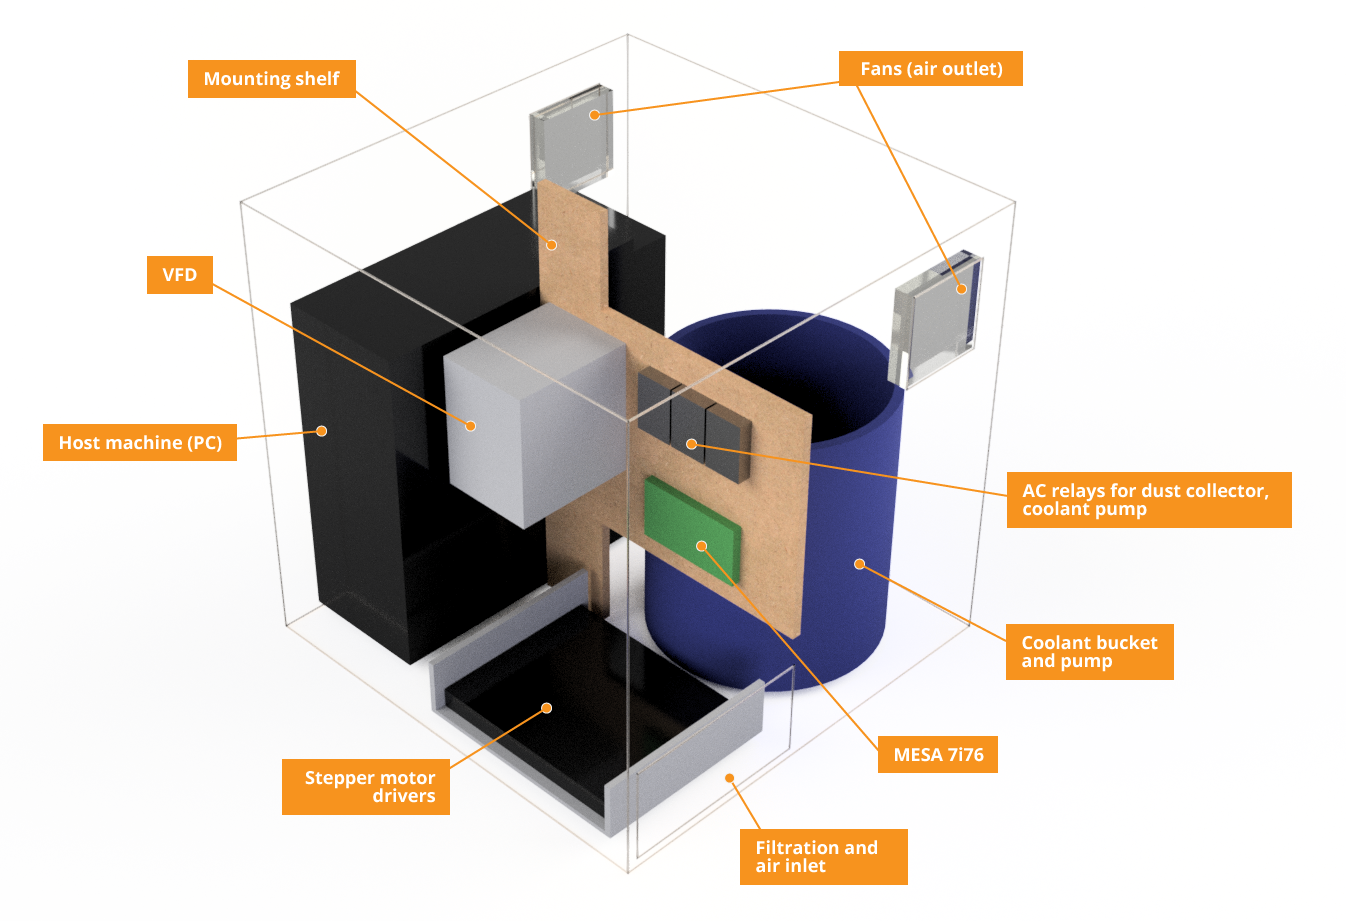 Mounting shelf
Fans (air outlet)
VFD
Host machine (PC)
AC relays for dust collector,
coolant pump
Coolant bucket
and pump
MESA 7i76
Stepper motor
drivers
Filtration and
air inlet